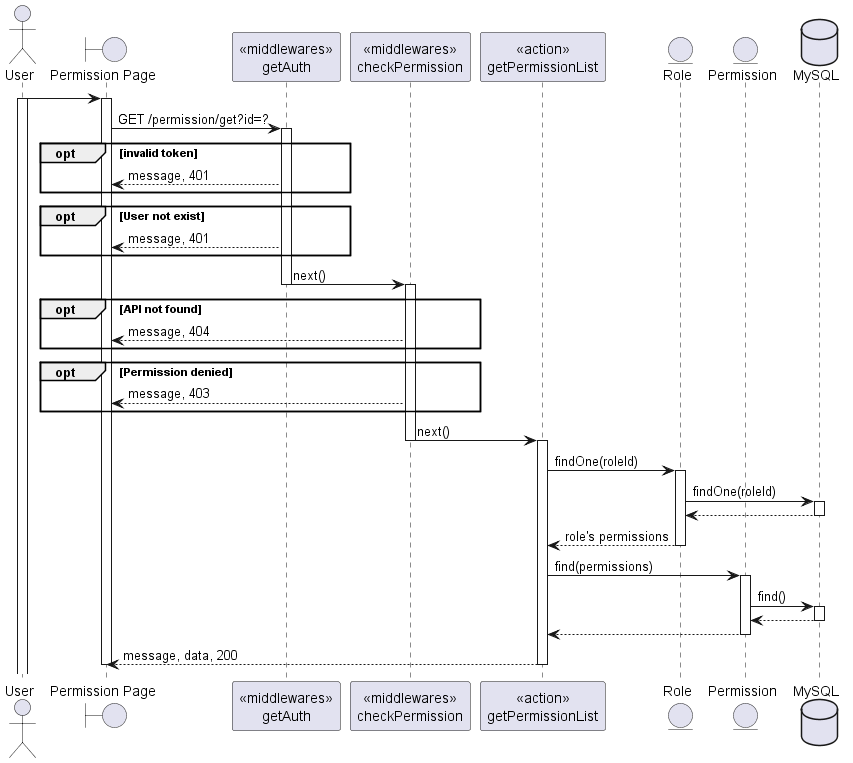 «middlewares» «middlewares» «action»
getAuth checkPermission getPermissionList
User Permission Page Role Permission MySQL
GET /permission/get?id=?
opt [invalid token]
message, 401
opt [User not exist]
message, 401
next()
opt [API not found]
message, 404
opt [Permission denied]
message, 403
next()
findOne(roleId)
findOne(roleId)
role's permissions
find(permissions)
find()
message, data, 200
User Permission Page «middlewares» «middlewares» «action» Role Permission MySQL
getAuth checkPermission getPermissionList